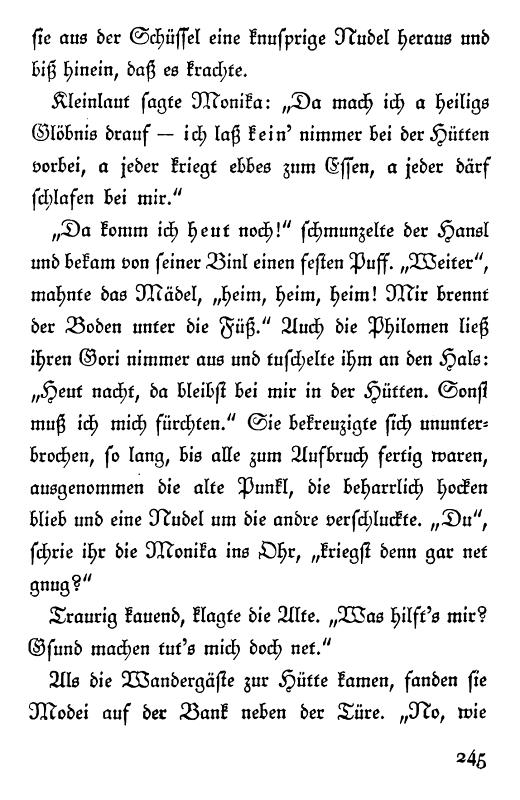 sie aus der Schüssel eine knusprige Nudel heraus und
biß hinein, daß es krachte.
Kleinlaut sagte Monika: „Da mach ich a heiligs
Glöbnis drauf — ich laß kein' nimmer bei der Hütten
vorbei, a jeder kriegt ebbes zum Essen, a jeder därf
schlafen bei mir."
„Da komm ich heut noch!" schmunzelte der Hansl
und bekam von seiner Binl einen festen Puff. „Weiter",
mahnte das Mädel, „heim, heim, heim! Mir brennt
der Boden unter die Füß." Auch die Philomen ließ
ihren Gori nimmer aus und tuschelte ihm an den Hals:
„Heut nacht, da bleibst bei mir in der Hütten. Sonst
muß ich mich fürchten." Sie bekreuzigte sich ununter-
brochen, so lang, bis alle zum Aufbruch fertig waren,
ausgenommen die alte Punkl, die beharrlich hocken
blieb und eine Nudel um die andre verschluckte. „Du",
schrie ihr die Monika ins Ohr, „kriegst denn gar net
gnug?"
Traurig kauend, klagte die Alte. „Was hilft's mir?
Gsund machen tut's mich doch net."
Als die Wandergäste zur Hütte kamen, fanden sie
Modei auf der Bank neben der Türe. „No, wie
245